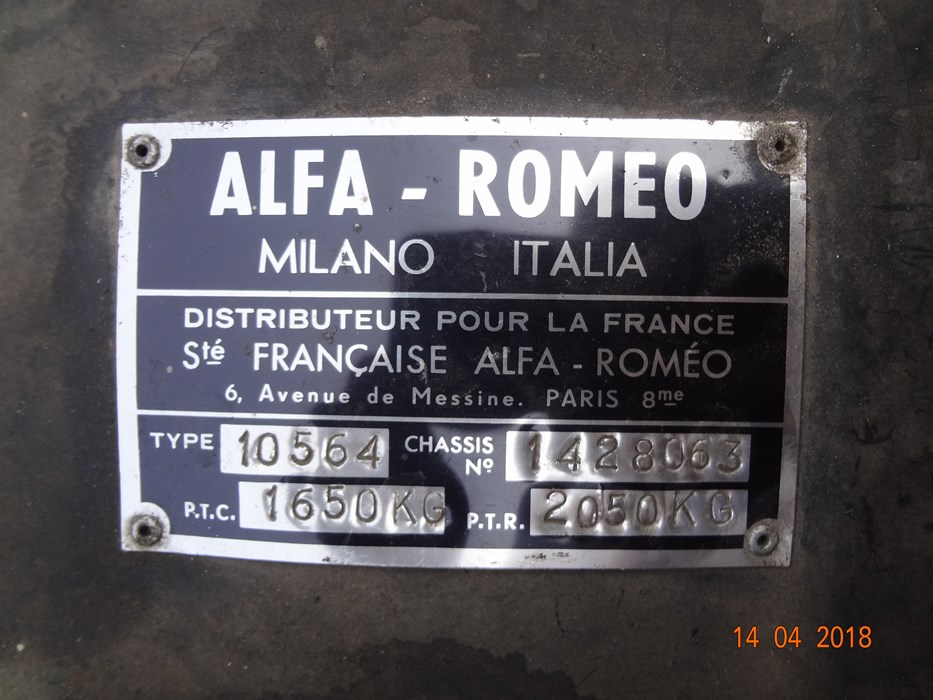 ALFA - ROMEO
MILANO ITALIA
DISTRIBUTEUR POUR LA FRANCE
Sté FRANÇAISE ALFA - ROMÉO
6, Avenue de Messine. PARIS 8me
TYPE 10564 CHASSIS Nº 1428063
P.T.C. 1650KG P.T.R. 2050KG
14 04 2018